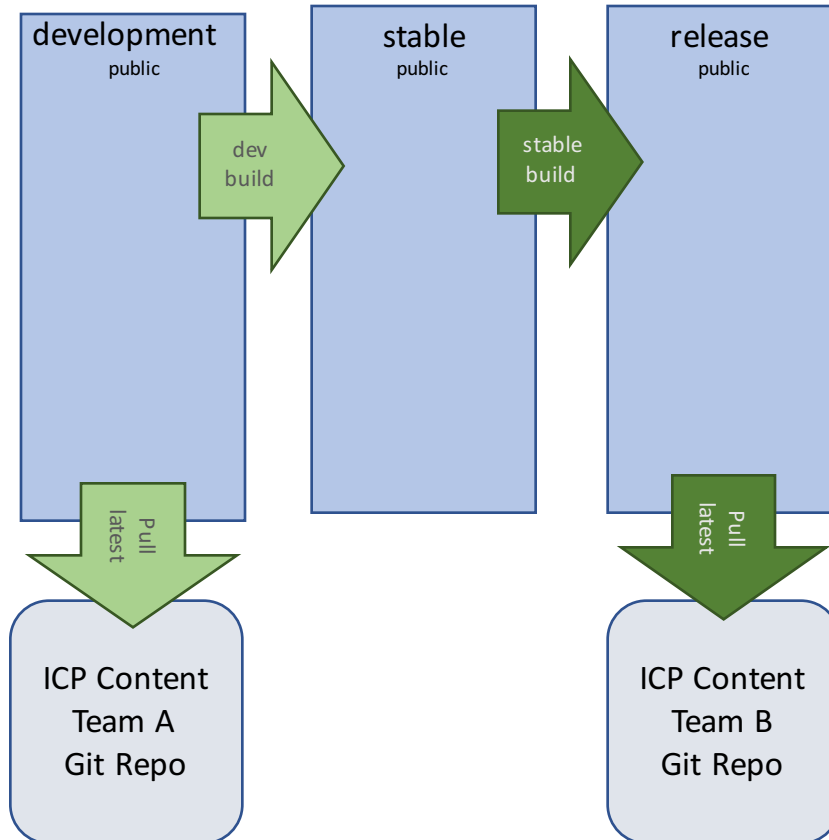 development
public
stable
public
release
public
dev
build
stable
build
Pull
latest
Pull
latest
ICP Content
Team A
Git Repo
ICP Content
Team B
Git Repo